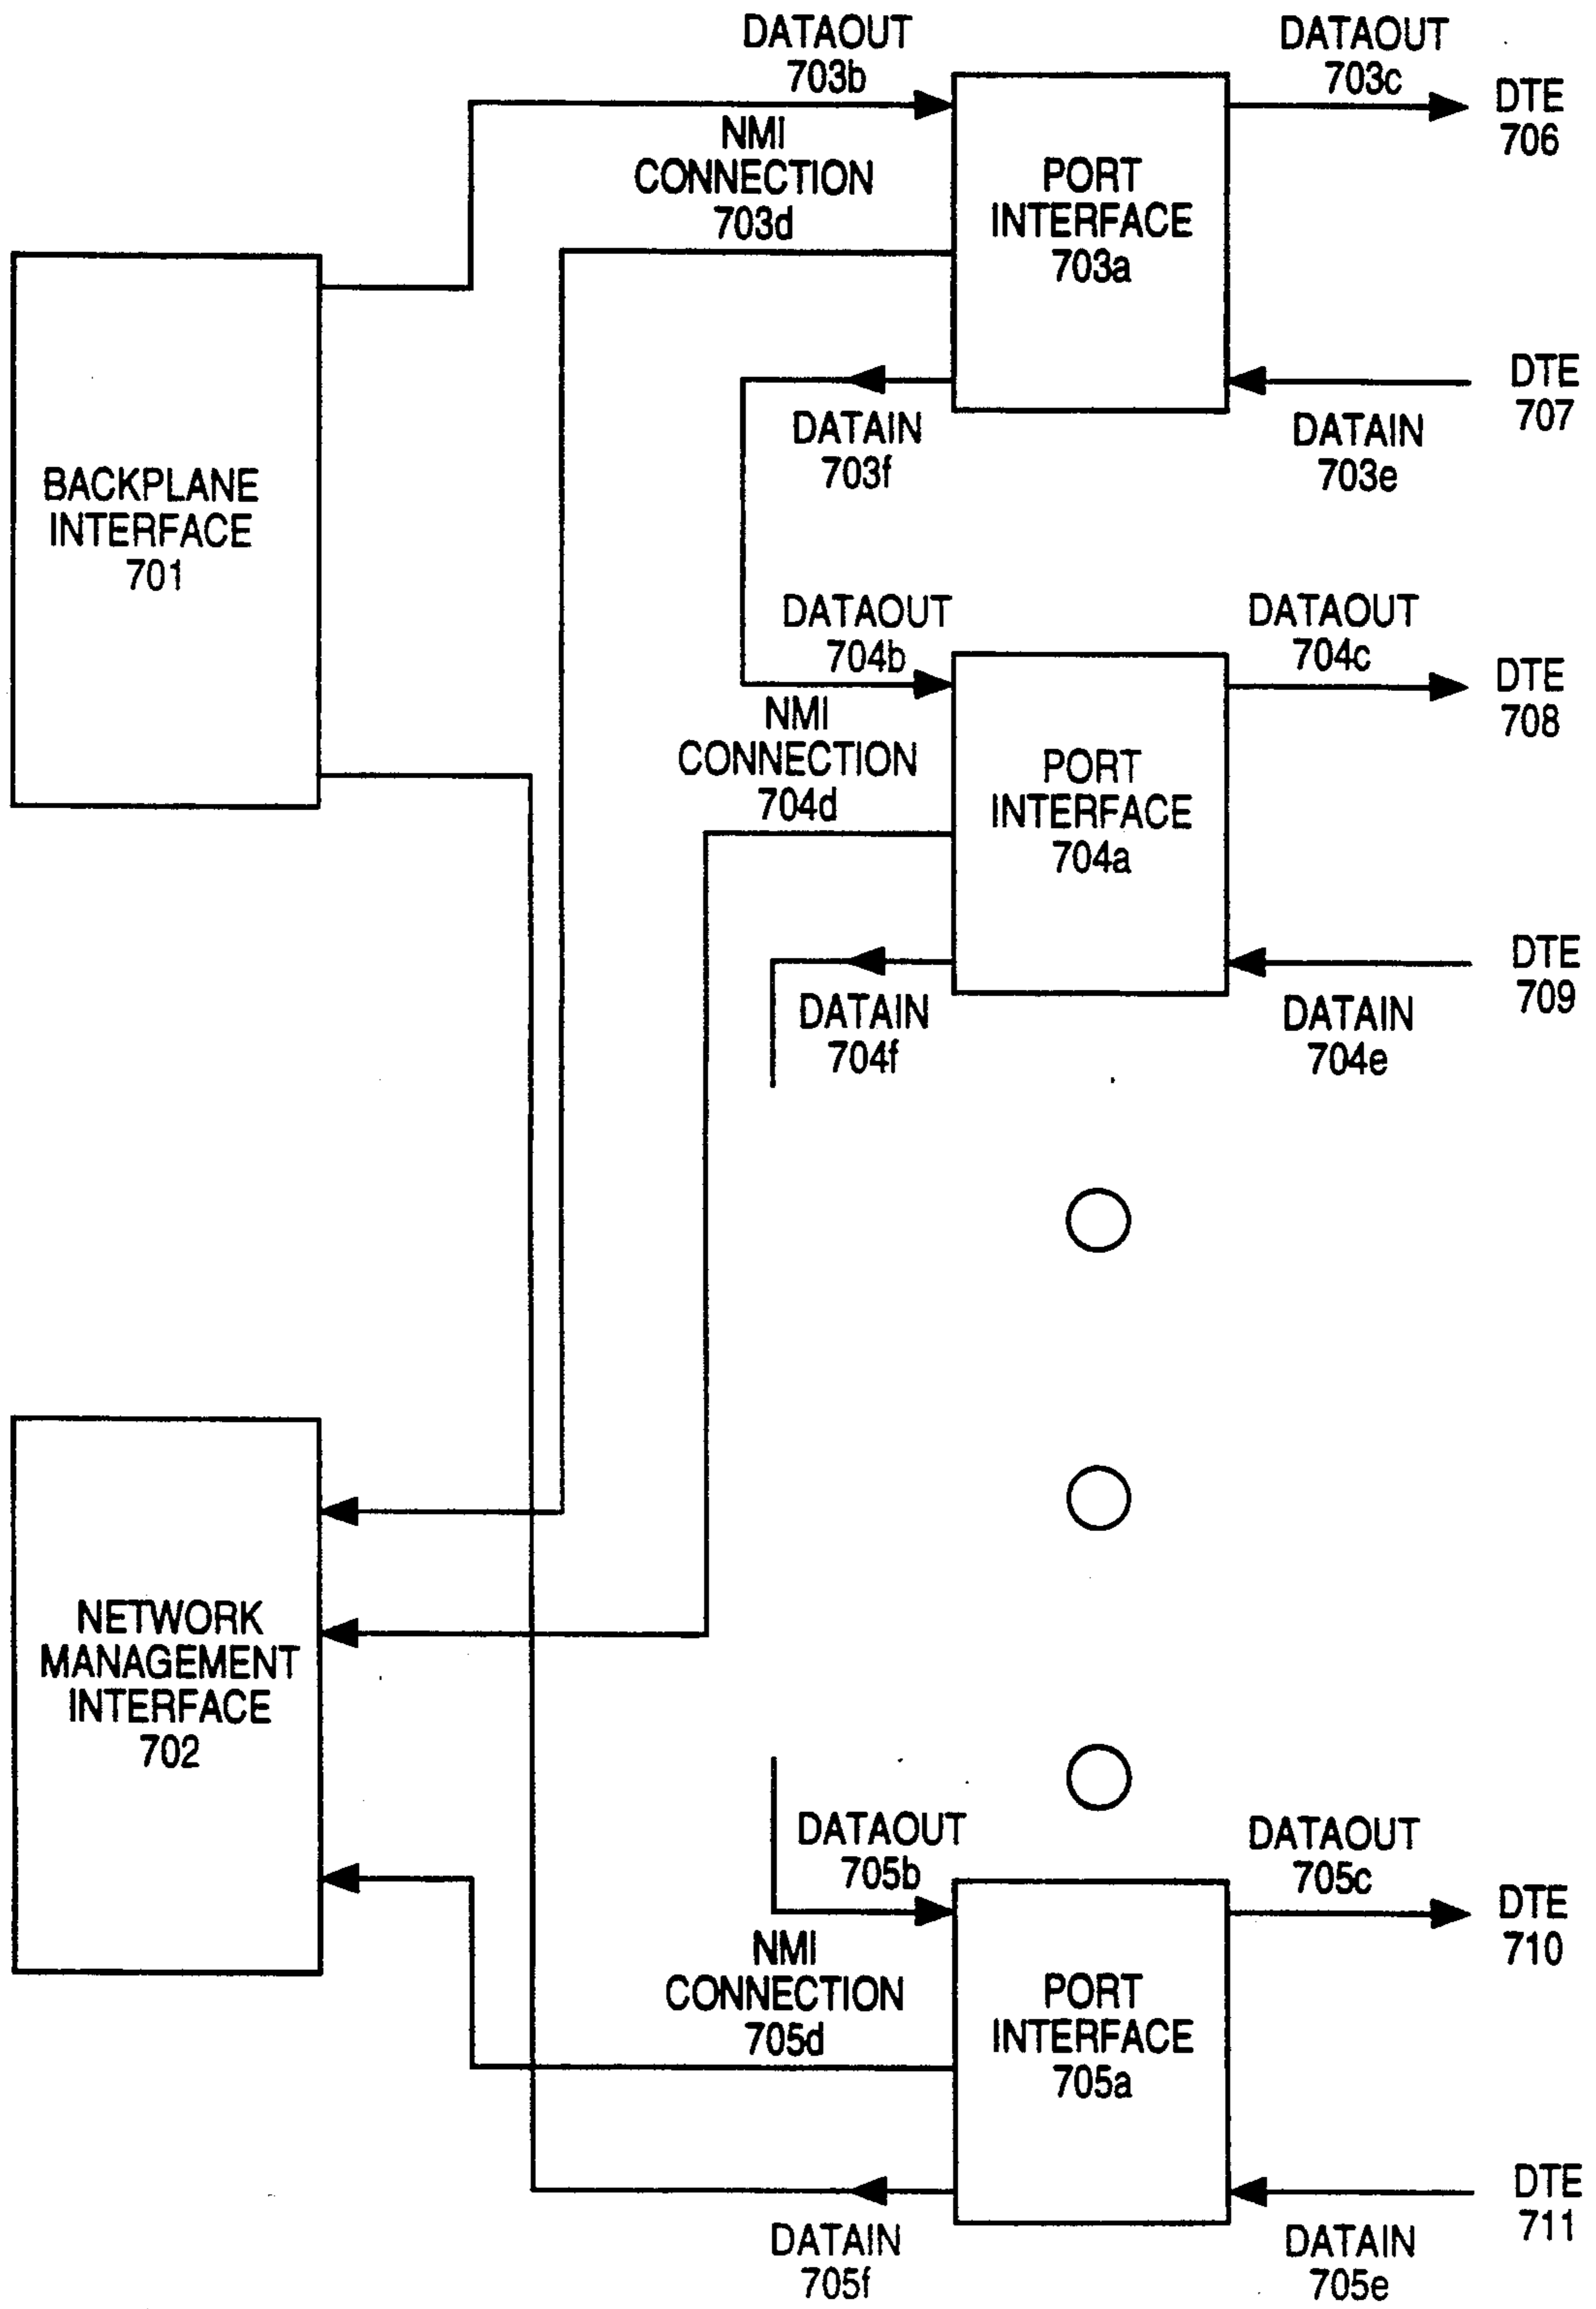 DATAOUT
703b
DATAOUT
703c
DTE
706
NMI
CONNECTION
703d
PORT
INTERFACE
703a
DTE
707
DATAIN
703f
DATAIN
703e
BACKPLANE
INTERFACE
701
DATAOUT
704b
DATAOUT
704c
DTE
708
NMI
CONNECTION
704d
PORT
INTERFACE
704a
DTE
709
DATAIN
704f
DATAIN
704e
NETWORK
MANAGEMENT
INTERFACE
702
DATAOUT
705b
DATAOUT
705c
DTE
710
NMI
CONNECTION
705d
PORT
INTERFACE
705a
DTE
711
DATAIN
705f
DATAIN
705e